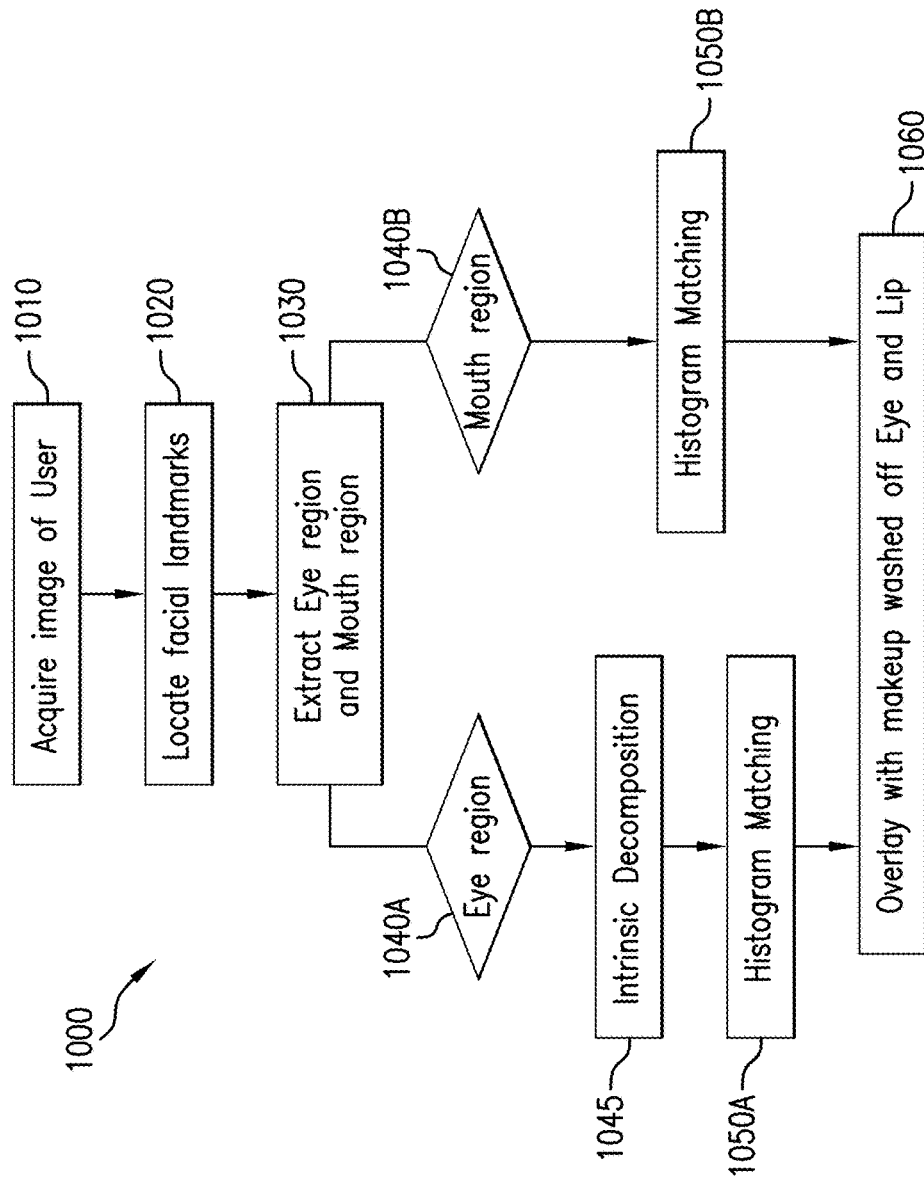 1000
Acquire image of User
1010
Locate facial landmarks
1020
Extract Eye region
and Mouth region
1030
1040A
Eye region
1040B
Mouth region
Intrinsic Decomposition
1045
Histogram Matching
1050A
Histogram Matching
1050B
Overlay with makeup washed off Eye and Lip
1060